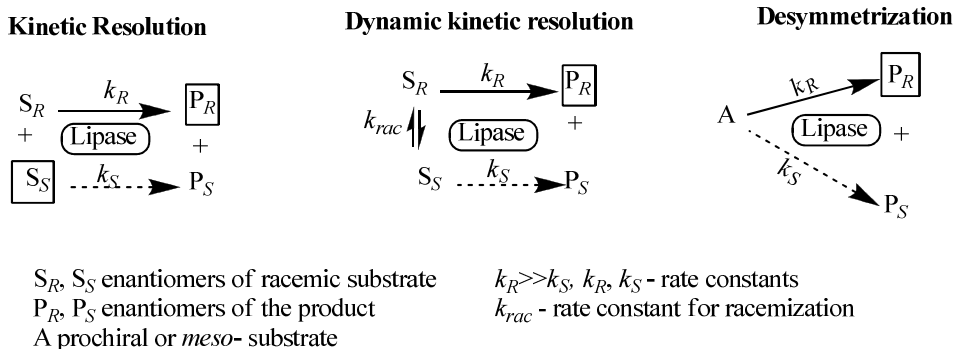 Kinetic Resolution
S_R k_R P_R
+ Lipase +
S_S k_S P_S
Dynamic kinetic resolution
S_R k_R P_R
k_rac Lipase +
S_S k_S P_S
Desymmetrization
k_R P_R
A Lipase +
k_S P_S
S_R, S_S enantiomers of racemic substrate
P_R, P_S enantiomers of the product
A prochiral or meso- substrate
k_R>>k_S, k_R, k_S - rate constants
k_rac - rate constant for racemization